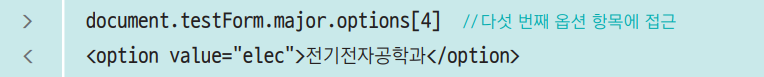 > document.testForm.major.options[4] //다섯 번째 옵션 항목에 접근
< <option value="elec">전기전자공학과</option>